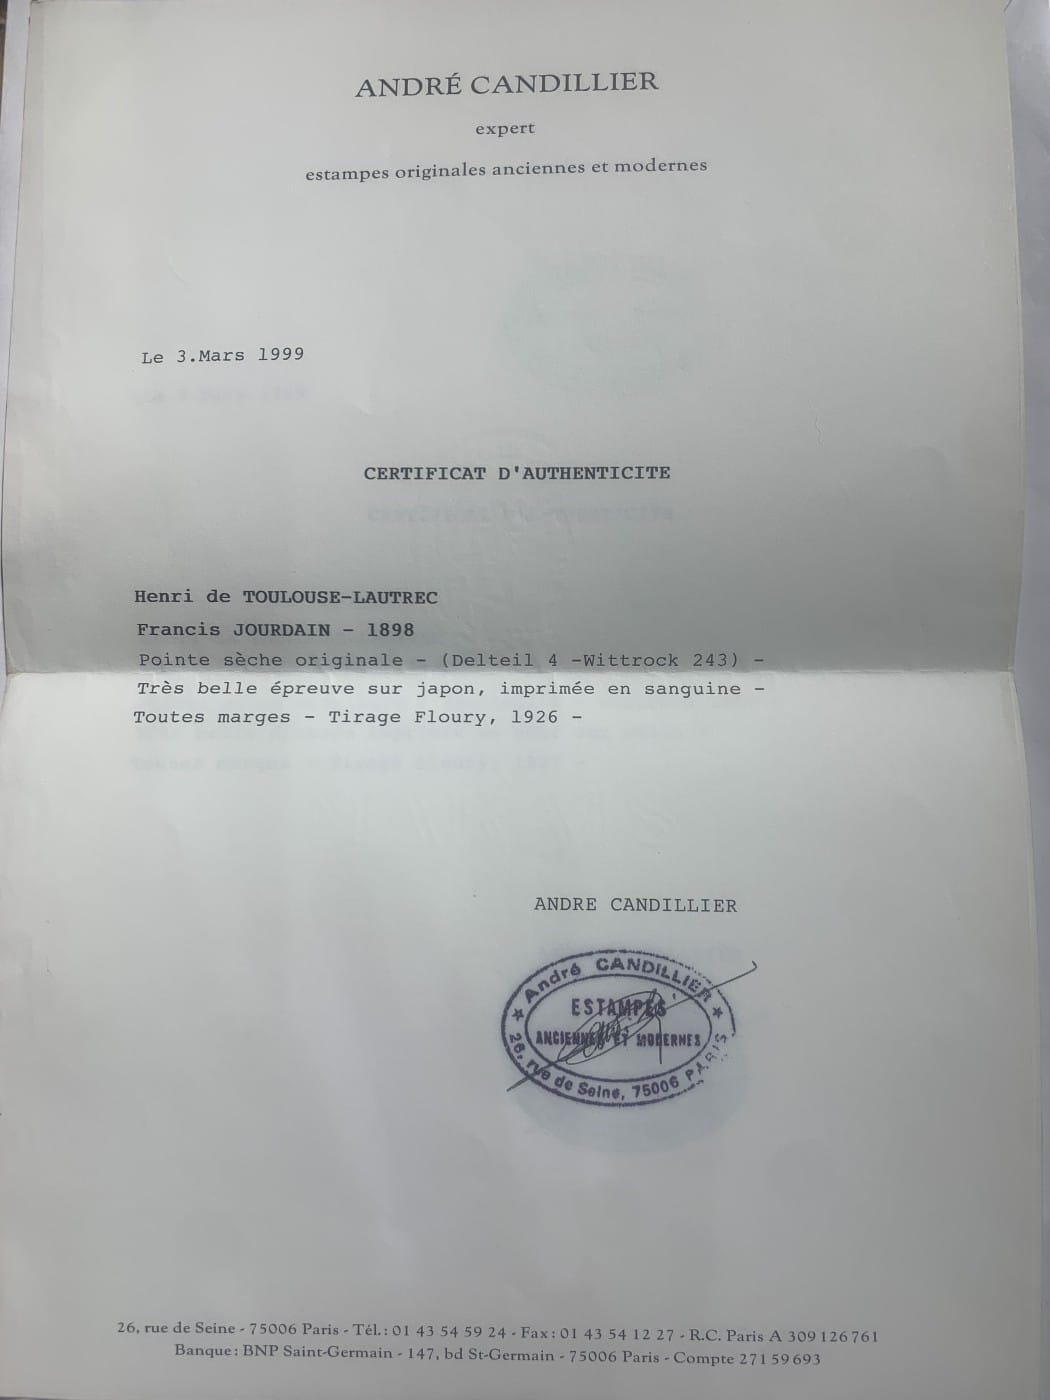 ANDRÉ CANDILLIER
expert
estampes originales anciennes et modernes
Le 3.Mars 1999
CERTIFICAT D'AUTHENTICITE
Henri de TOULOUSE-LAUTREC
Francis JOURDAIN - 1898
Pointe sèche originale - (Delteil 4 -Wittrock 243) -
Très belle épreuve sur japon, imprimée en sanguine -
Toutes marges - Tirage Floury, 1926 -
ANDRE CANDILLIER
★ André CANDILLIER ★
ESTAMPES
ANCIENNES ET MODERNES
26, rue de Seine, 75006 PARIS
26, rue de Seine - 75006 Paris - Tél.: 01 43 54 59 24 - Fax: 01 43 54 12 27 - R.C. Paris A 309 126 761
Banque: BNP Saint-Germain - 147, bd St-Germain - 75006 Paris - Compte 271 59 693